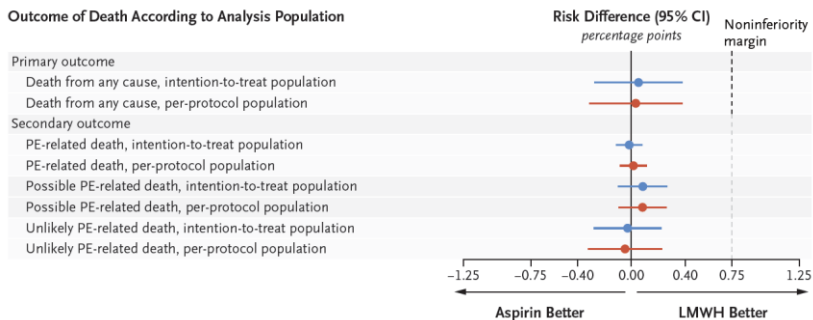 Outcome of Death According to Analysis Population
Risk Difference (95% CI)
percentage points
Noninferiority
margin
Primary outcome
Death from any cause, intention-to-treat population
Death from any cause, per-protocol population
Secondary outcome
PE-related death, intention-to-treat population
PE-related death, per-protocol population
Possible PE-related death, intention-to-treat population
Possible PE-related death, per-protocol population
Unlikely PE-related death, intention-to-treat population
Unlikely PE-related death, per-protocol population
−1.25 −0.75 −0.40 0.00 0.40 0.75 1.25
Aspirin Better LMWH Better